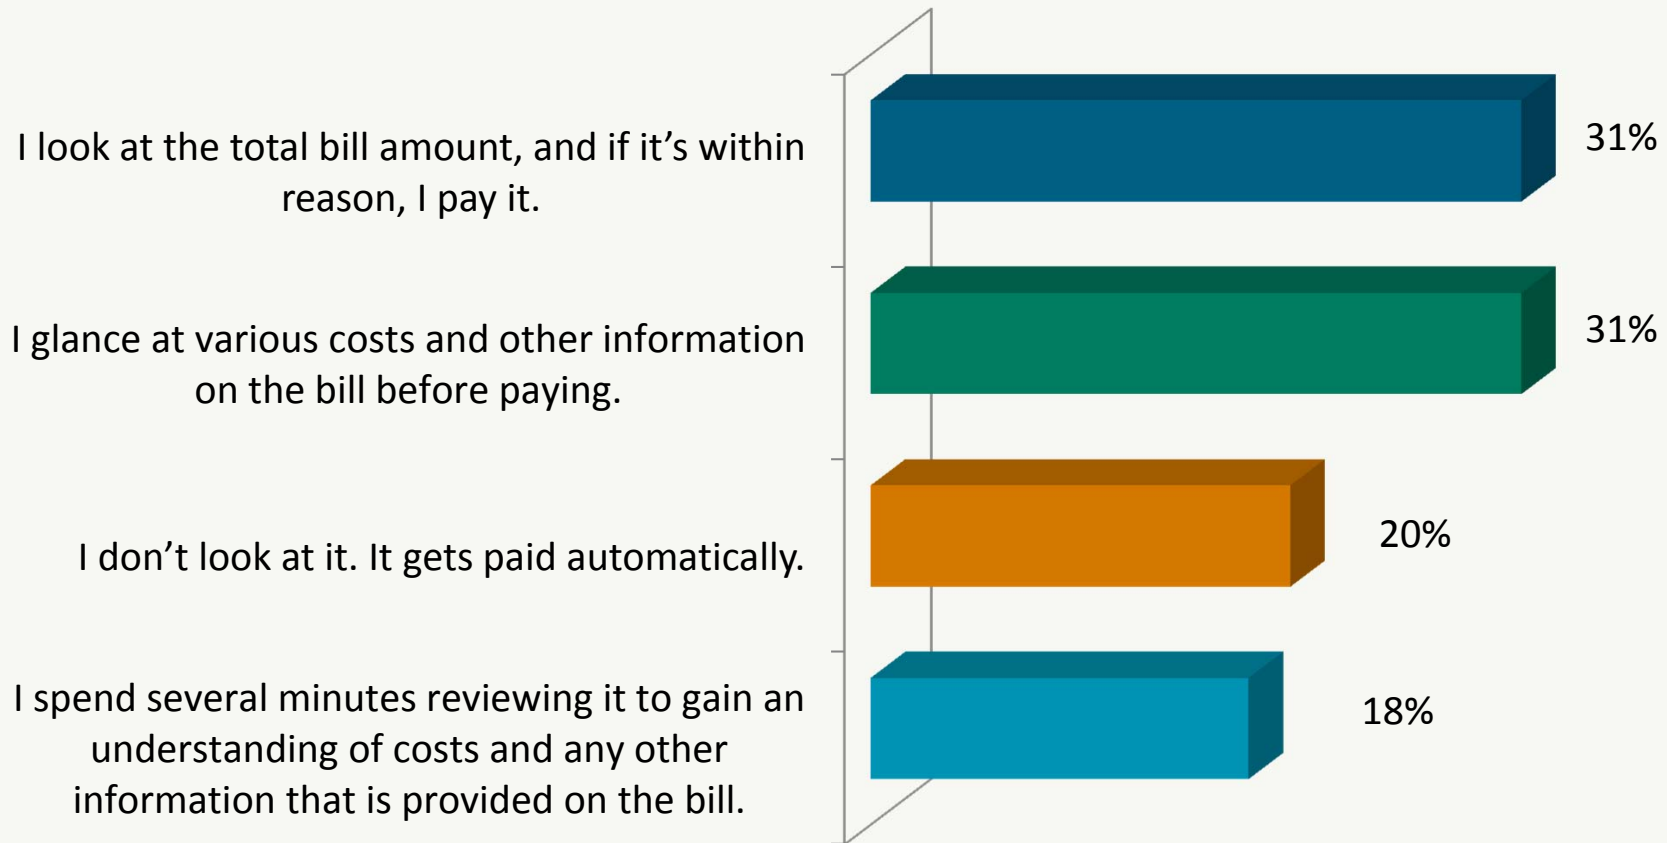 I look at the total bill amount, and if it’s within
reason, I pay it.
31%
I glance at various costs and other information
on the bill before paying.
31%
I don’t look at it. It gets paid automatically.
20%
I spend several minutes reviewing it to gain an
understanding of costs and any other
information that is provided on the bill.
18%